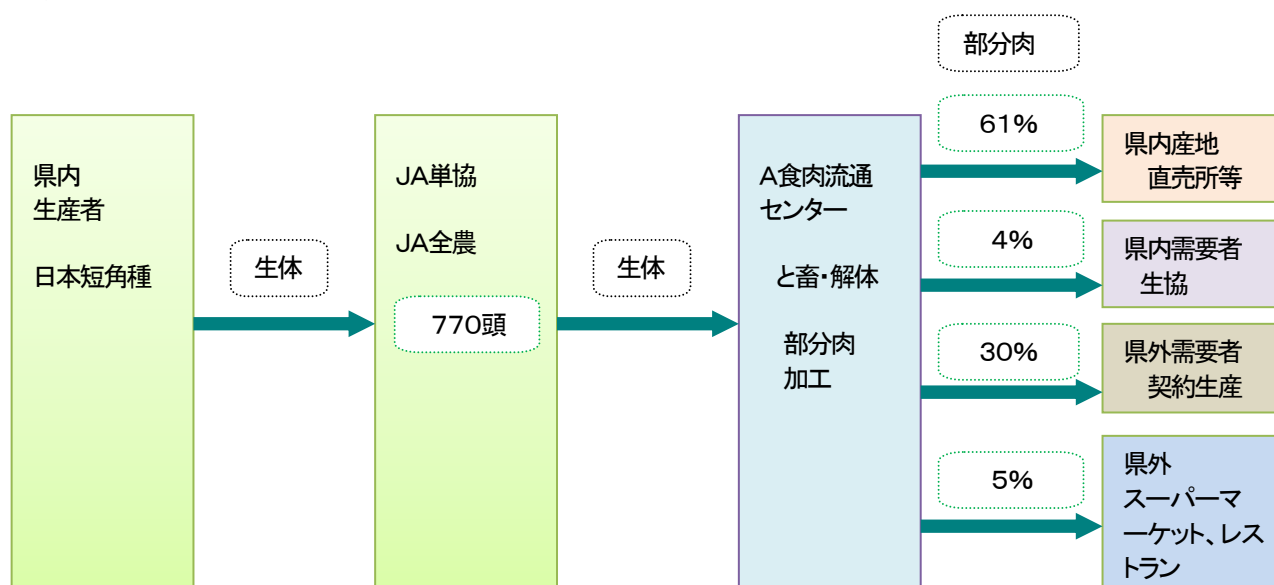 部分肉
県内
生産者
日本短角種
生体
JA単協
JA全農
770頭
生体
A食肉流通
センター
と畜・解体
部分肉
加工
61%
県内産地
直売所等
4%
県内需要者
生協
30%
県外需要者
契約生産
5%
県外
スーパーマ
ーケット、レス
トラン